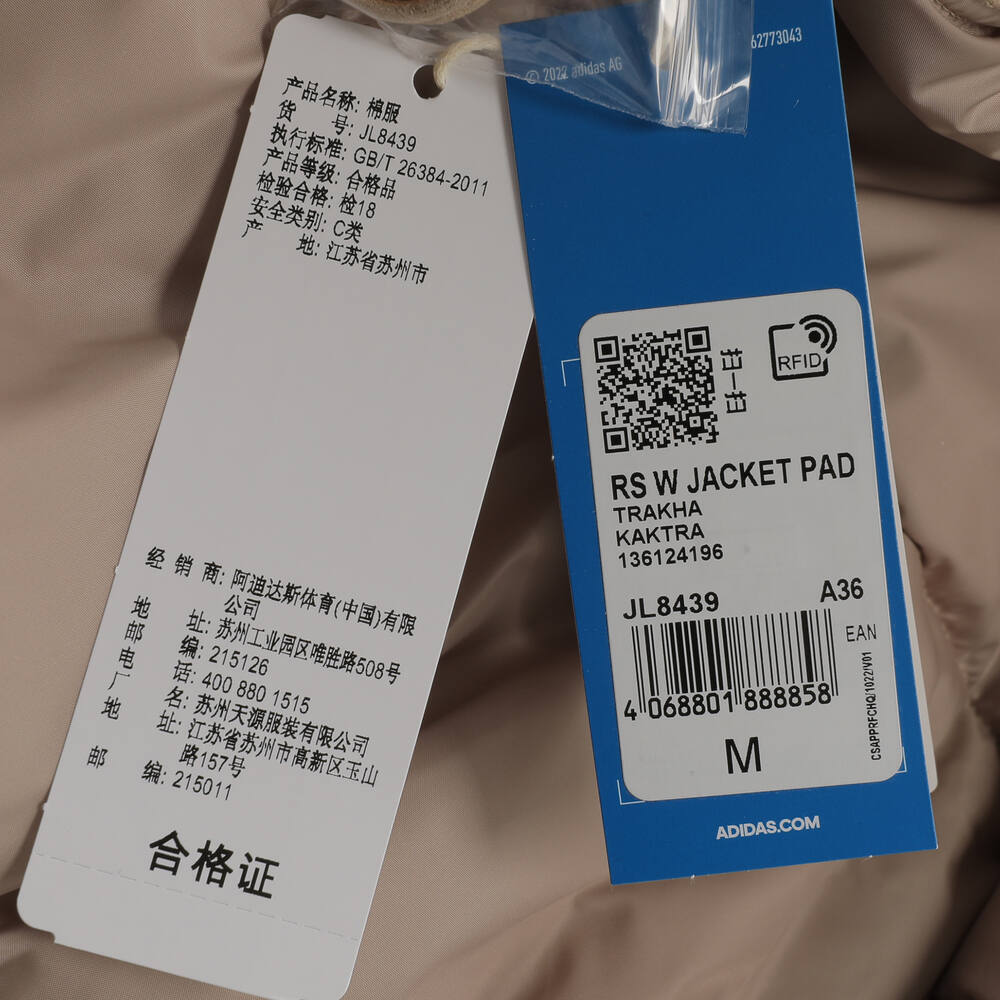 产品名称: 棉服
货 号: JL8439
执行标准: GB/T 26384-2011
产品等级: 合格品
检验合格: 检18
安全类别: C类
产 地: 江苏省苏州市
经 销 商: 阿迪达斯体育(中国)有限
公司
地 址: 苏州工业园区唯胜路508号
邮 编: 215126
电 话: 400 880 1515
厂 名: 苏州天源服装有限公司
地 址: 江苏省苏州市高新区玉山
路157号
邮 编: 215011
合格证
© 2022 adidas AG
62773043
RFID
RS W JACKET PAD
TRAKHA
KAKTRA
136124196
JL8439 A36
EAN
4 068801 888858
CSAPPRFCHQ/1022/V01
M
ADIDAS.COM